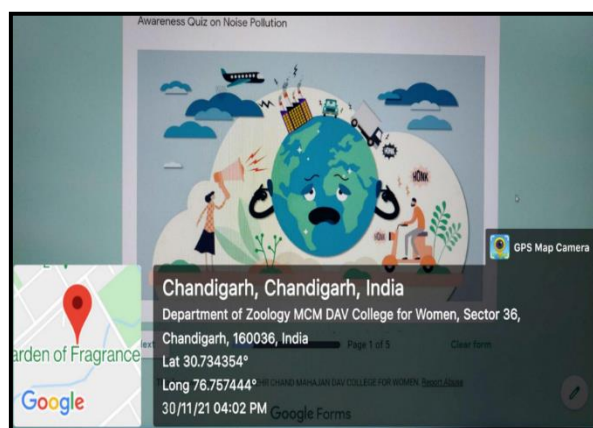 Awareness Quiz on Noise Pollution
HONK
HONK
HONK
GPS Map Camera
Chandigarh, Chandigarh, India
Department of Zoology MCM DAV College for Women, Sector 36,
Chandigarh, 160036, India
Lat 30.734354°
Long 76.757444°
30/11/21 04:02 PM
arden of Fragrance
Google
Page 1 of 5
Clear form
CHAND MAHAJAN DAV COLLEGE FOR WOMEN. Report Abuse
Google Forms